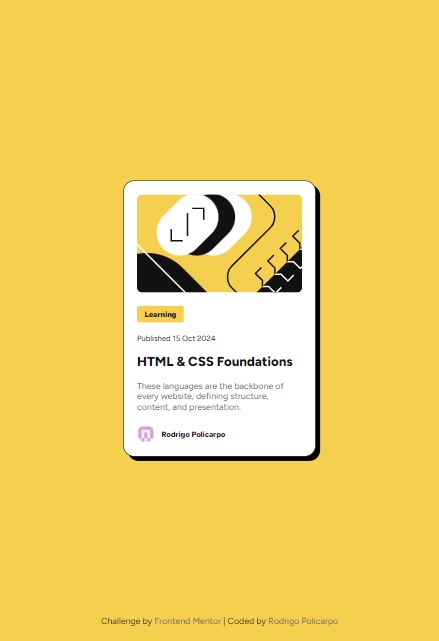 Learning
Published 15 Oct 2024
HTML & CSS Foundations
These languages are the backbone of
every website, defining structure,
content, and presentation.
Rodrigo Policarpo
Challenge by Frontend Mentor | Coded by Rodrigo Policarpo